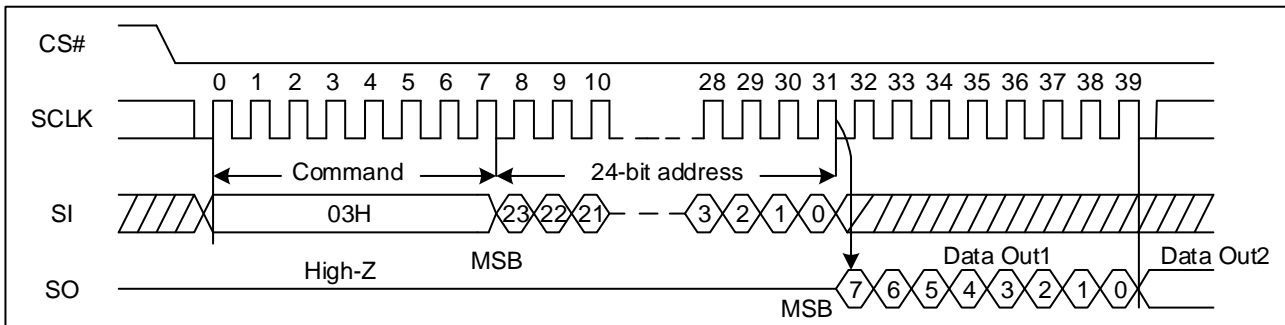 CS#
0 1 2 3 4 5 6 7 8 9 10 28 29 30 31 32 33 34 35 36 37 38 39
SCLK
Command 24-bit address
SI 03H 23 22 21 3 2 1 0
High-Z MSB Data Out1 Data Out2
SO MSB 7 6 5 4 3 2 1 0